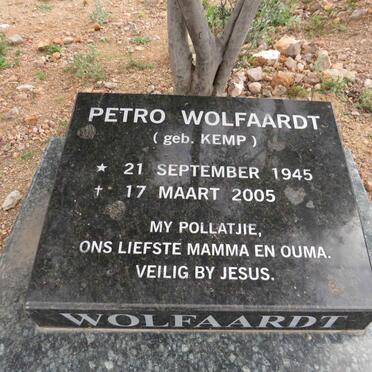 PETRO WOLFAARDT
( geb. KEMP )
★ 21 SEPTEMBER 1945
† 17 MAART 2005
MY POLLATJIE,
ONS LIEFSTE MAMMA EN OUMA.
VEILIG BY JESUS.
WOLFAARDT